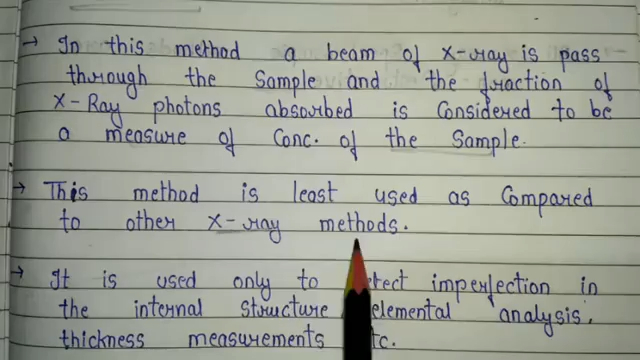 → In this method a beam of X-ray is pass
through the Sample and the fraction of
X-Ray photons absorbed is Considered to be
a measure of Conc. of the Sample.
→ This method is least used as Compared
to other X-ray methods.
→ It is used only to imperfection in
the internal structure elemental analysis,
thickness measurements